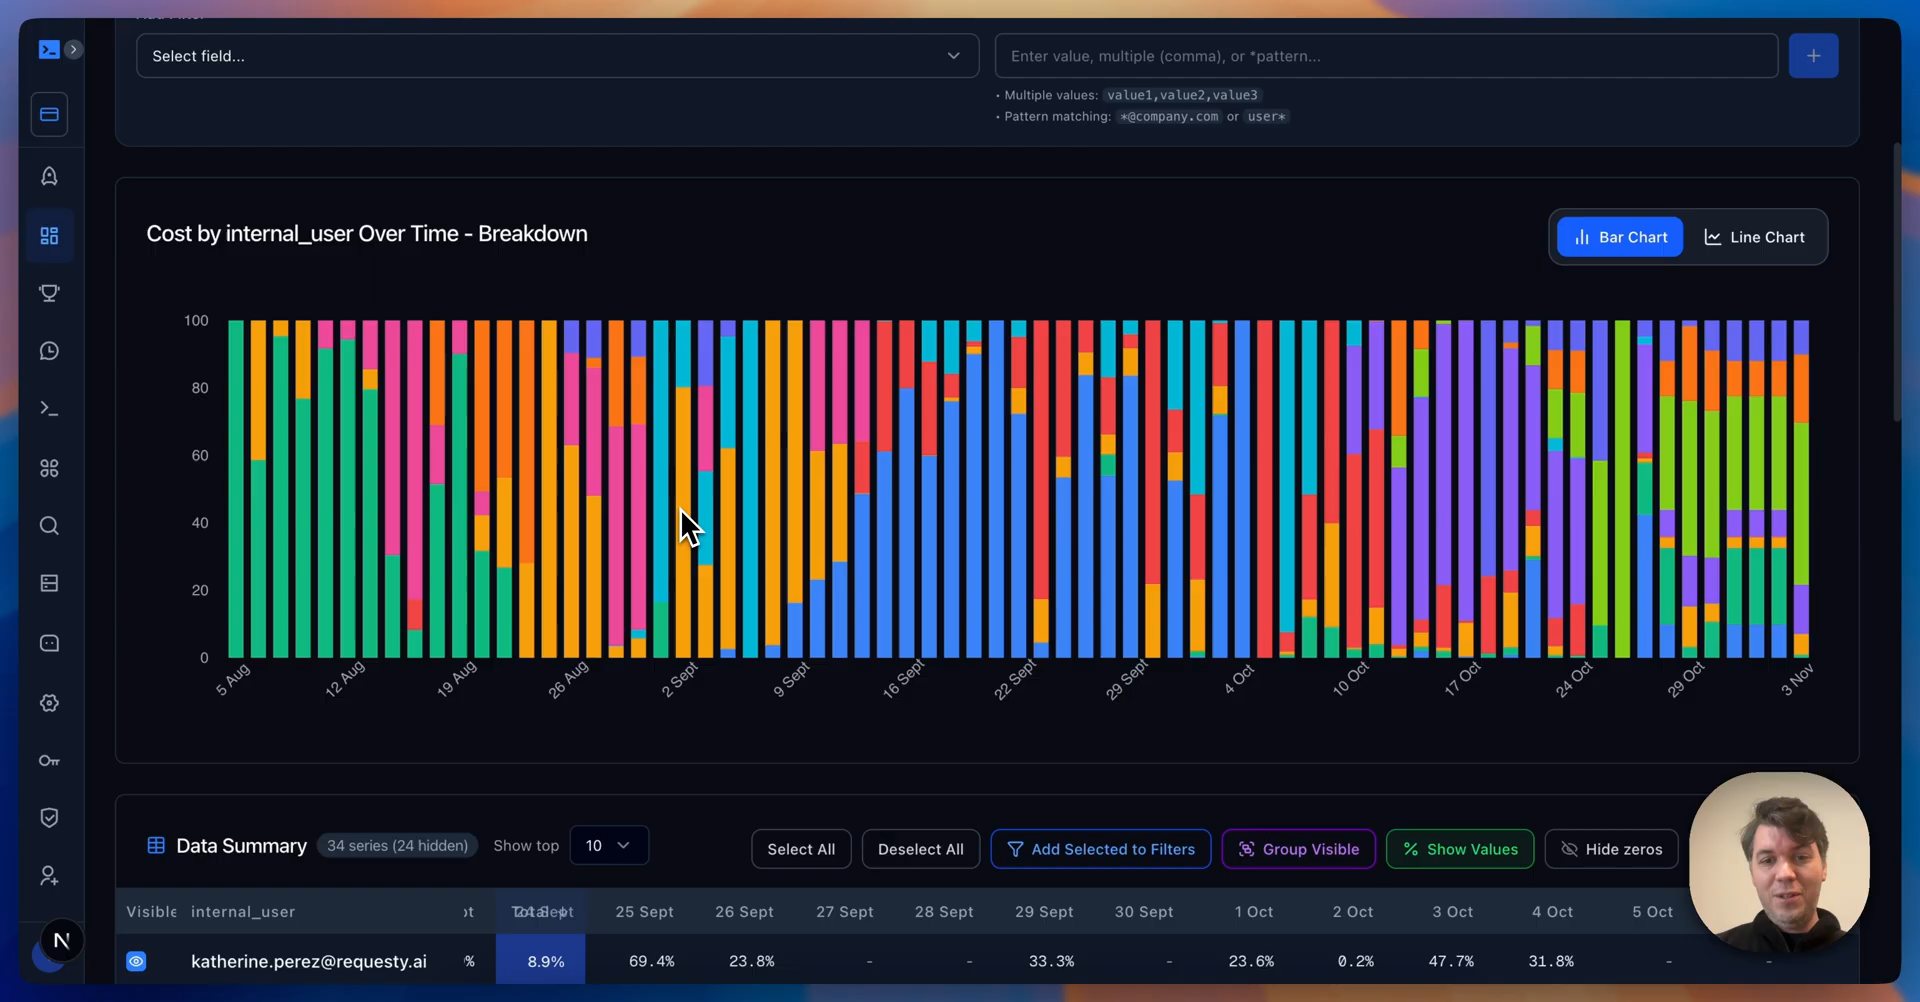 Add Filter
Select field...
Enter value, multiple (comma), or *pattern...
+
• Multiple values: value1,value2,value3
• Pattern matching: *@company.com or user*
Cost by internal_user Over Time - Breakdown
Bar Chart
Line Chart
100
80
60
40
20
0
5 Aug
12 Aug
19 Aug
26 Aug
2 Sept
9 Sept
16 Sept
22 Sept
29 Sept
4 Oct
10 Oct
17 Oct
24 Oct
29 Oct
3 Nov
Data Summary 34 series (24 hidden) Show top 10
Select All
Deselect All
Add Selected to Filters
Group Visible
% Show Values
Hide zeros
Visible internal_user pt Total 25 Sept 26 Sept 27 Sept 28 Sept 29 Sept 30 Sept 1 Oct 2 Oct 3 Oct 4 Oct 5 Oct
katherine.perez@requesty.ai % 8.9% 69.4% 23.8% - - 33.3% - 23.6% 0.2% 47.7% 31.8% - -
N